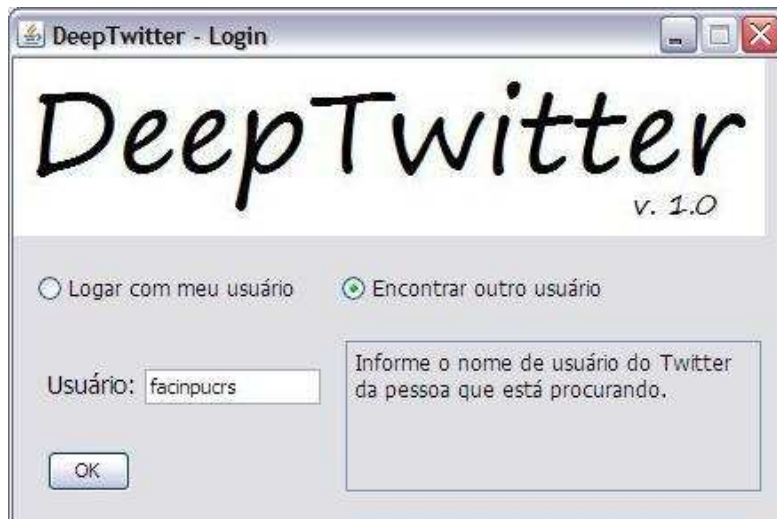 DeepTwitter - Login
DeepTwitter
v. 1.0
Logar com meu usuário
Encontrar outro usuário
Usuário:
facinpucrs
Informe o nome de usuário do Twitter
da pessoa que está procurando.
OK